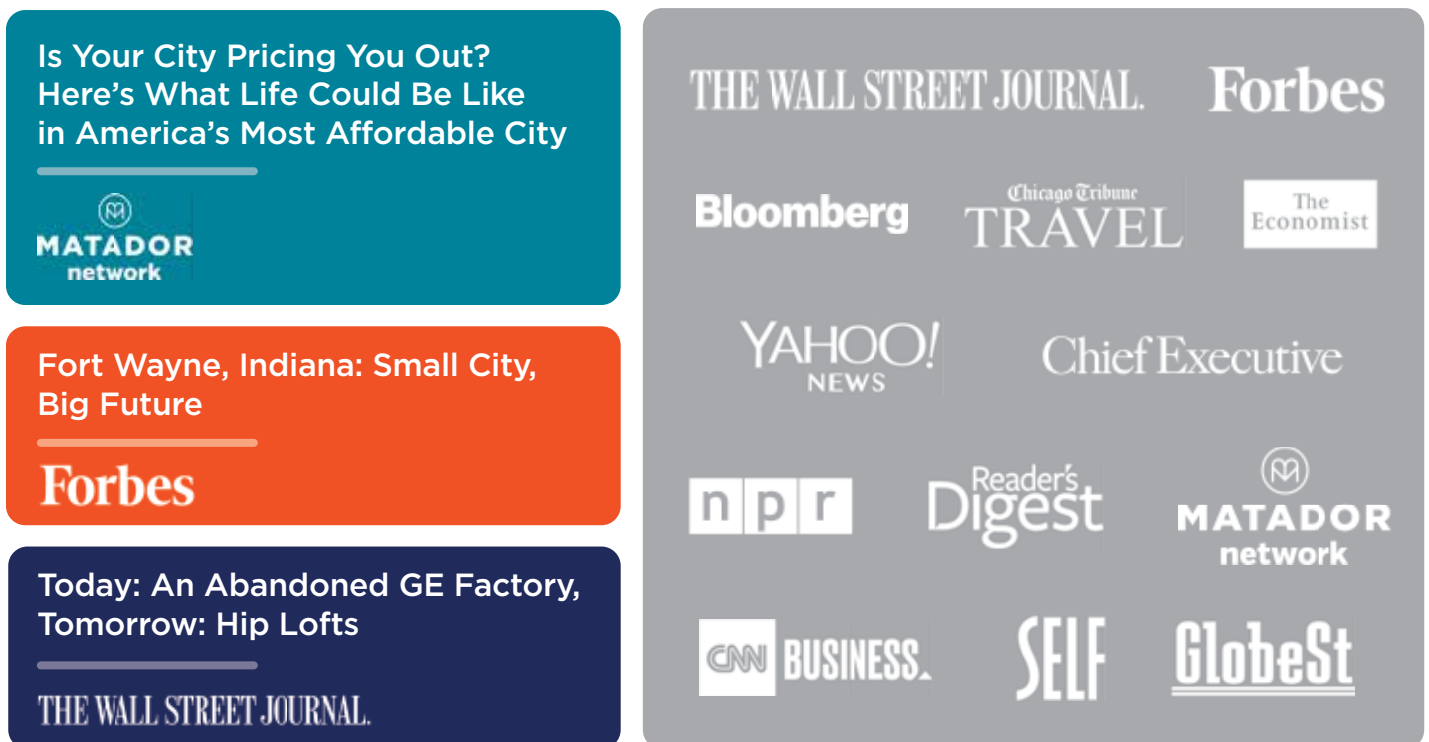 Is Your City Pricing You Out?
Here’s What Life Could Be Like
in America’s Most Affordable City
MATADOR
network
Fort Wayne, Indiana: Small City,
Big Future
Forbes
Today: An Abandoned GE Factory,
Tomorrow: Hip Lofts
THE WALL STREET JOURNAL.
THE WALL STREET JOURNAL.
Forbes
Bloomberg
Chicago Tribune
TRAVEL
The
Economist
YAHOO!
NEWS
Chief Executive
npr
Reader's
Digest
MATADOR
network
CNN BUSINESS
SELF
GlobeSt